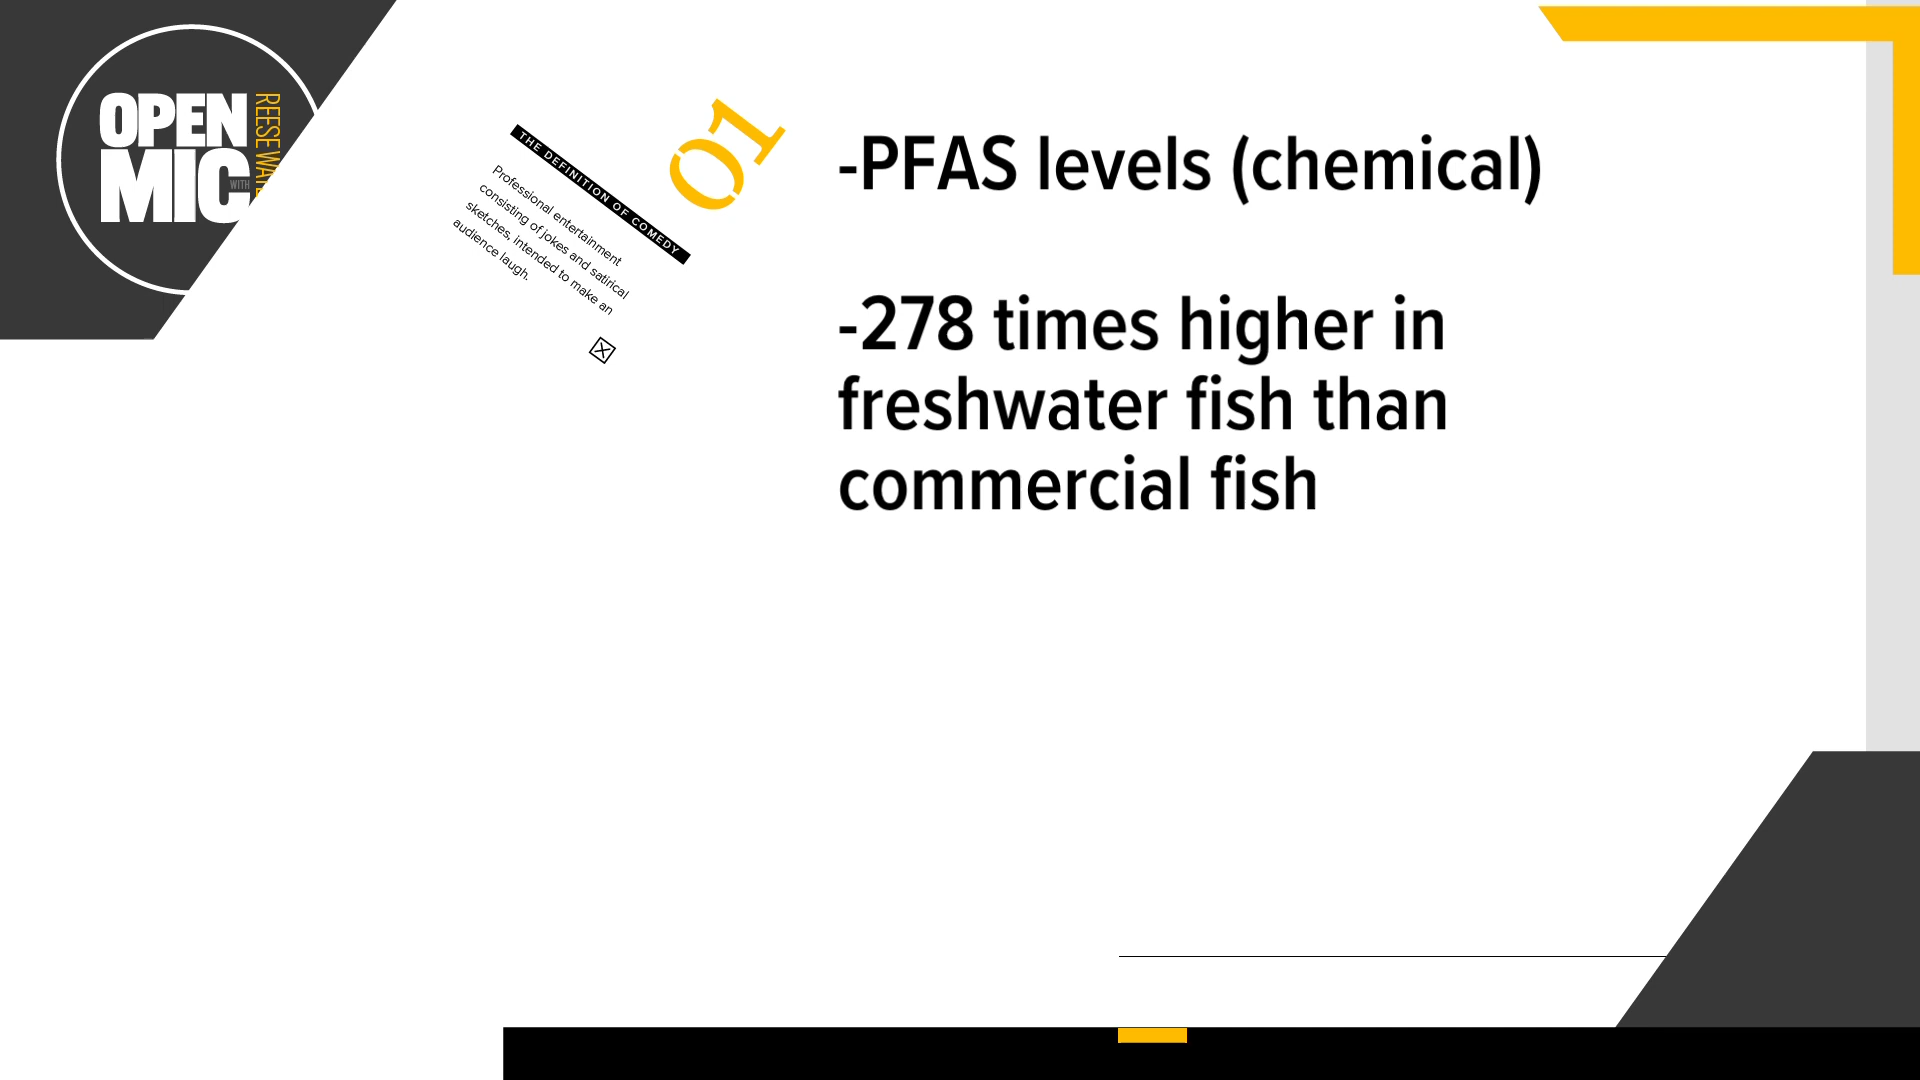 OPEN
MIC
WITH
REESE
01
THE DEFINITION OF COMEDY
Professional entertainment
consisting of jokes and satirical
sketches, intended to make an
audience laugh.
-PFAS levels (chemical)
-278 times higher in
freshwater fish than
commercial fish